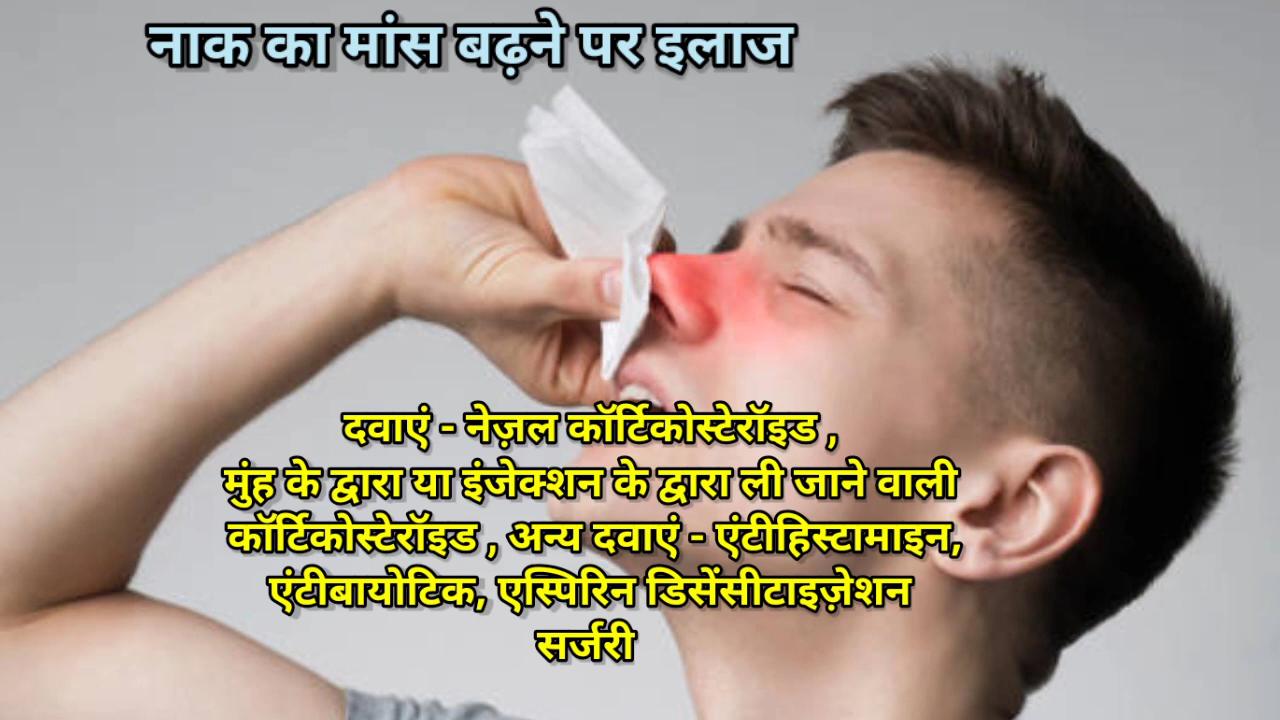 नाक का मांस बढ़ने पर इलाज
दवाएं - नेज़ल कॉर्टिकोस्टेरॉइड ,
मुंह के द्वारा या इंजेक्शन के द्वारा ली जाने वाली
कॉर्टिकोस्टेरॉइड , अन्य दवाएं - एंटीहिस्टामाइन,
एंटीबायोटिक, एस्पिरिन डिसेंसीटाइज़ेशन
सर्जरी